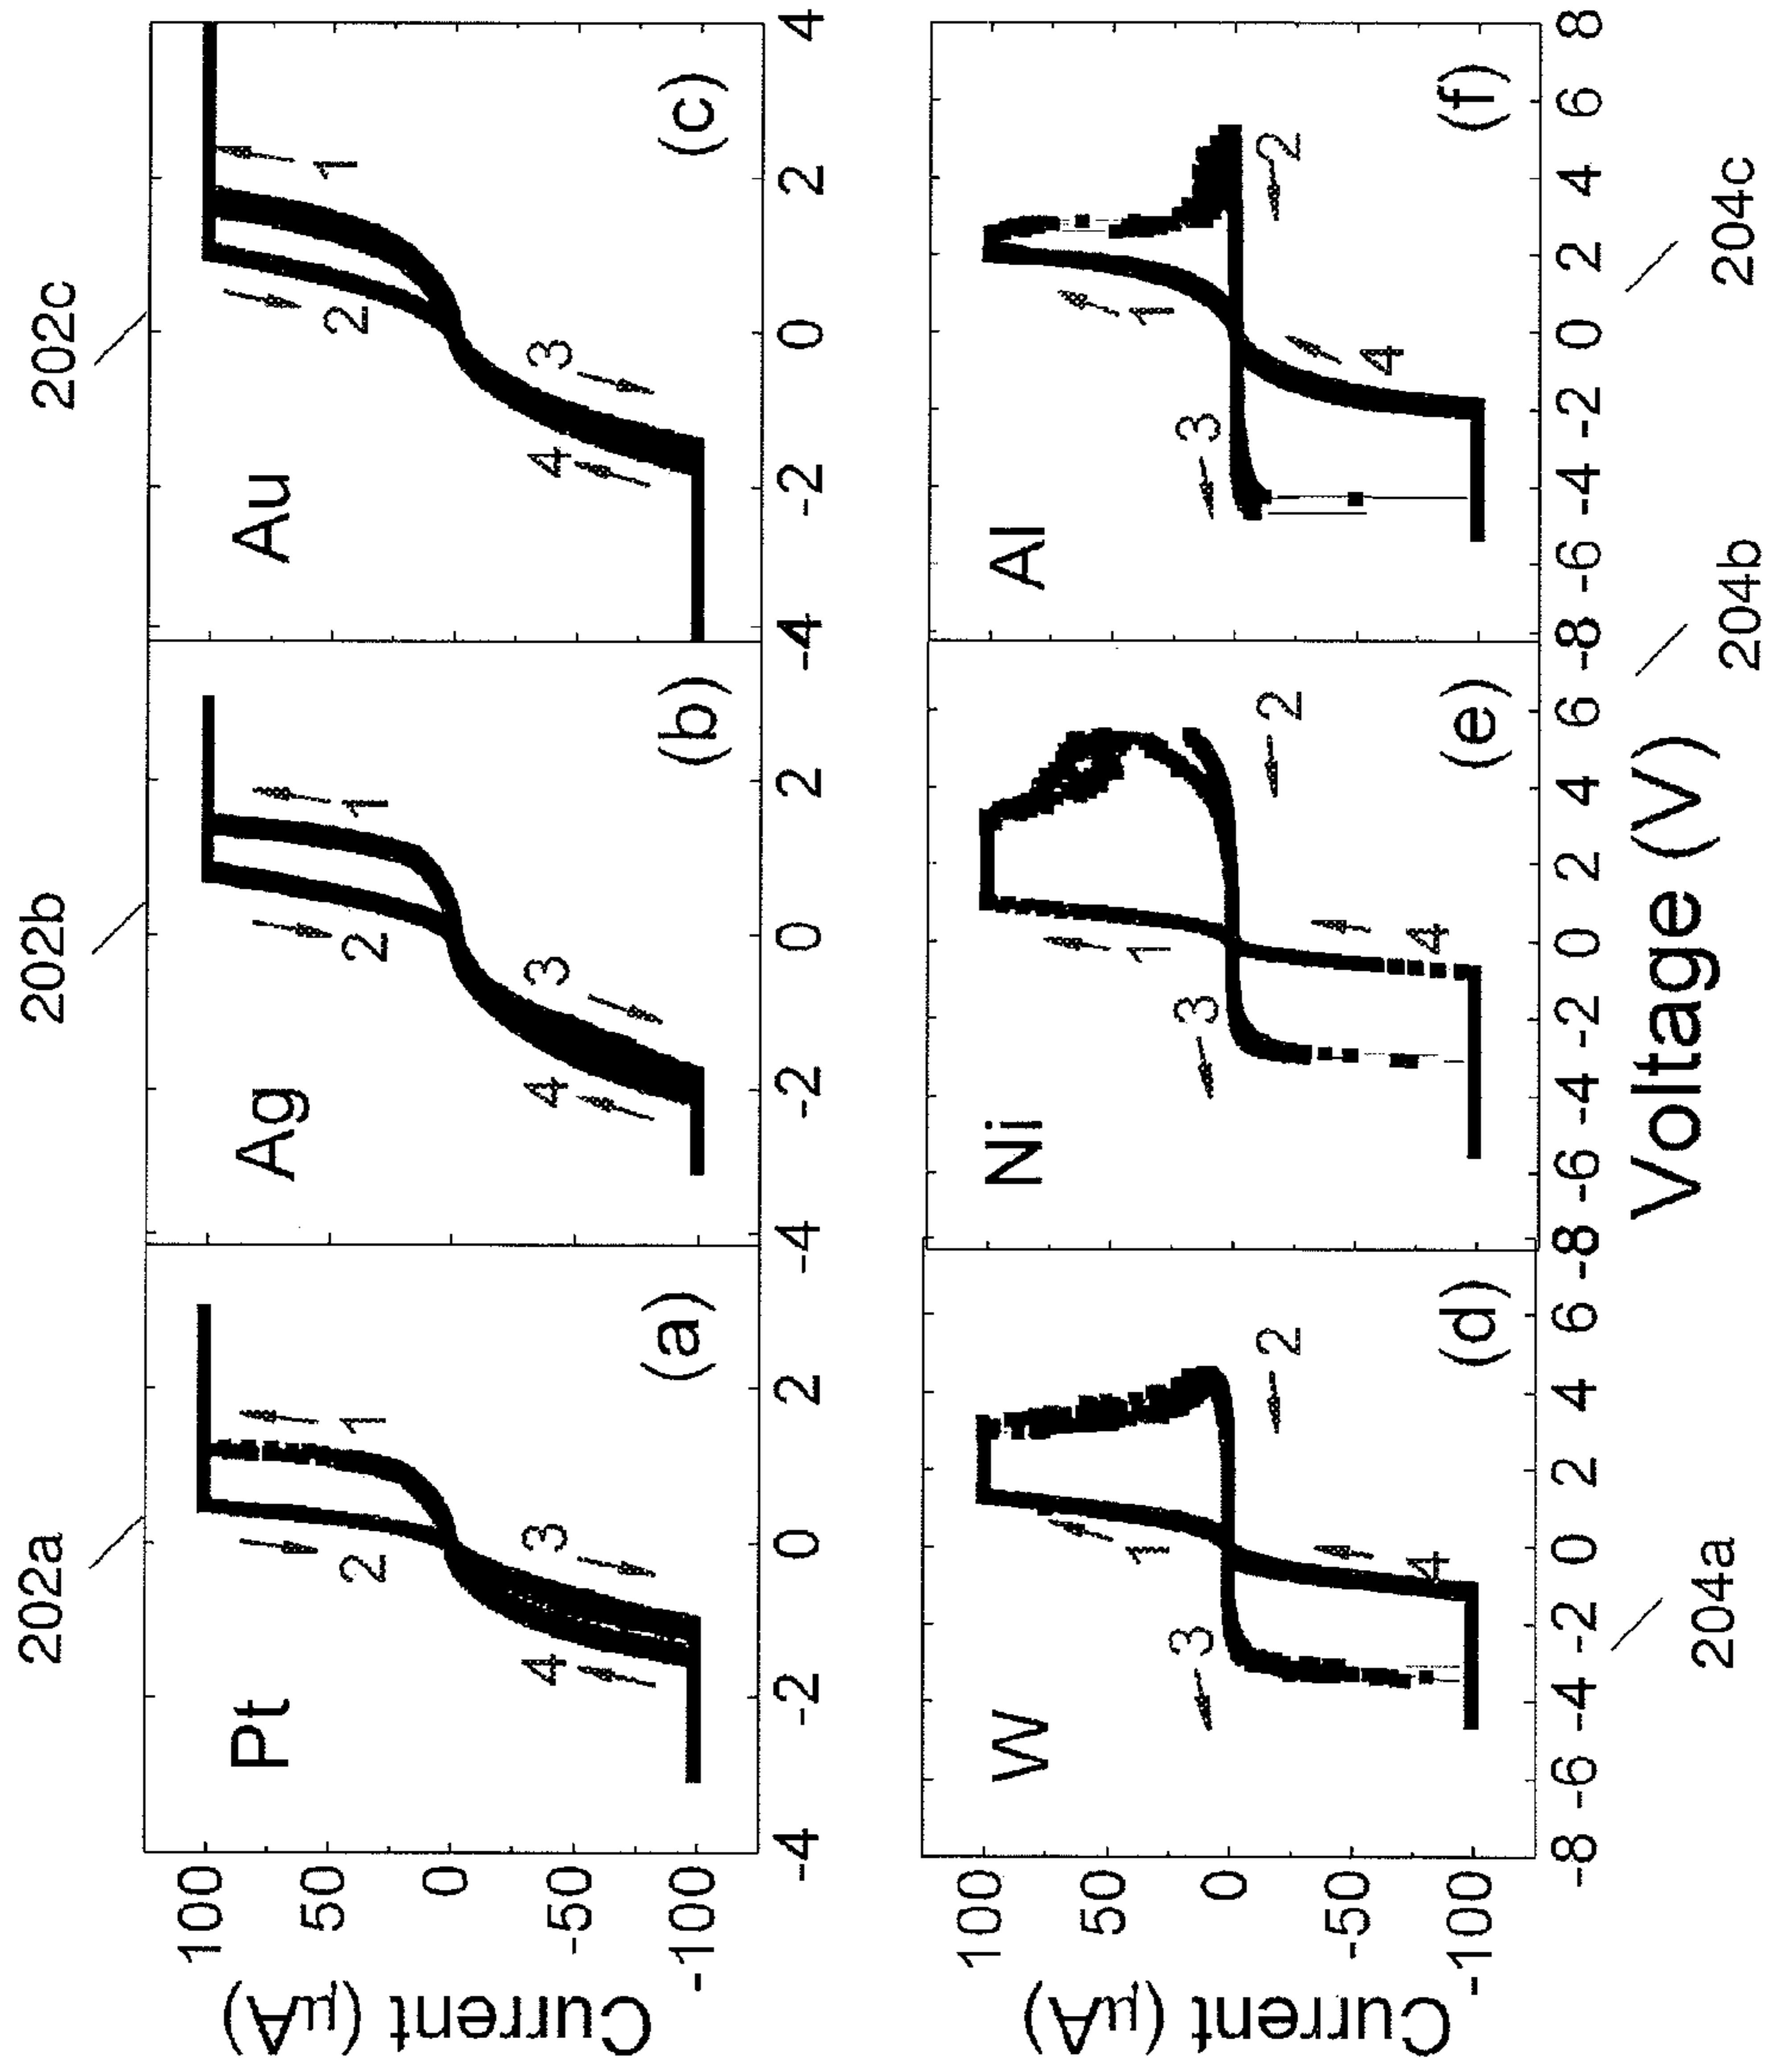 202a
202b
202c
Current (μA)
100
50
0
-50
-100
Pt
1
2
3
4
(a)
Ag
1
2
3
4
(b)
Au
1
2
3
4
(c)
-4 -2 0 2 -4 -2 0 2 -4 -2 0 2 4
Current (μA)
100
50
0
-50
-100
W
1
2
3
4
(d)
Ni
1
2
3
4
(e)
Al
1
2
3
4
(f)
-8 -6 -4 -2 0 2 4 6 -8 -6 -4 -2 0 2 4 6 -8 -6 -4 -2 0 2 4 6 8
Voltage (V)
204a
204b
204c